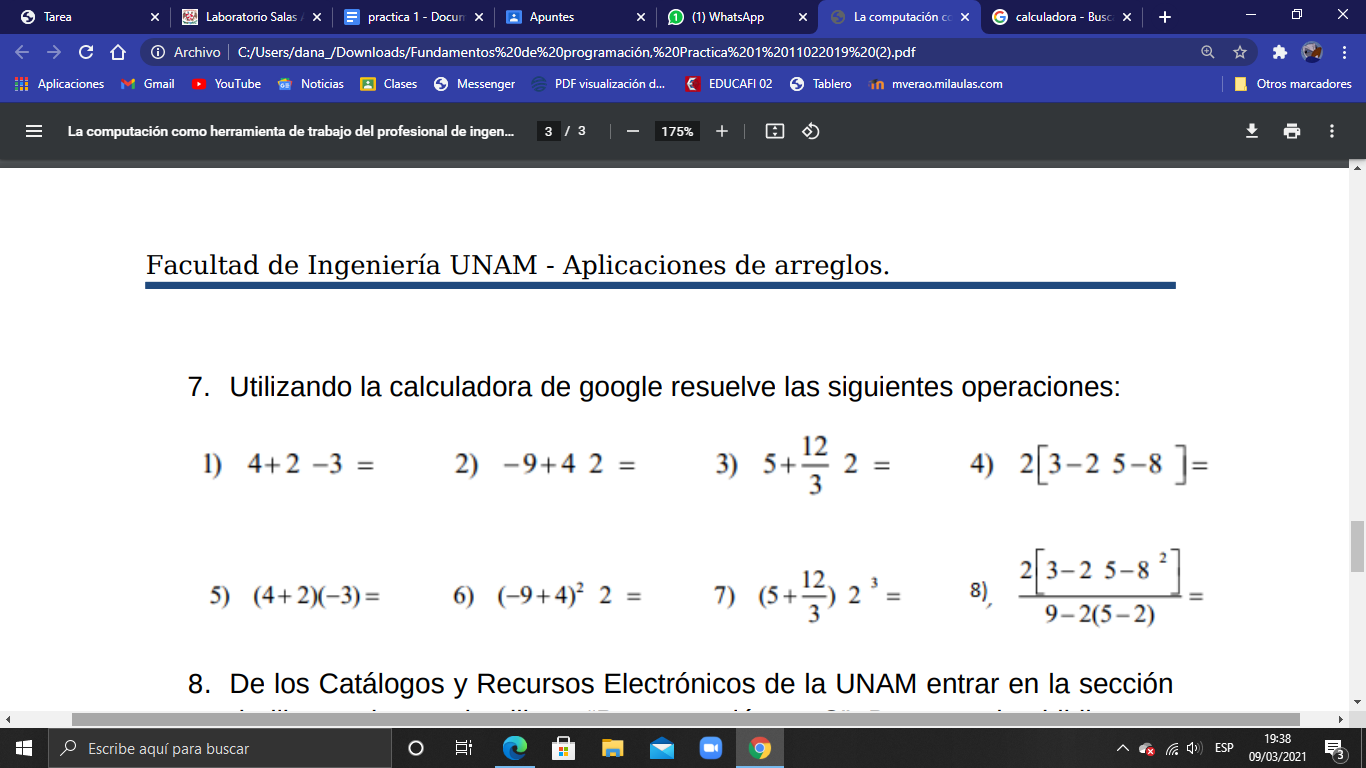 Tarea
Laboratorio Salas A
practica 1 - Docum
Apuntes
(1) WhatsApp
La computación co
calculadora - Busc
Archivo | C:/Users/dana_/Downloads/Fundamentos%20de%20programación,%20Practica%201%2011022019%20(2).pdf
Aplicaciones
Gmail
YouTube
Noticias
Clases
Messenger
PDF visualización d...
EDUCAFI 02
Tablero
mverao.milaulas.com
Otros marcadores
La computación como herramienta de trabajo del profesional de ingen...
3 / 3
175%
Facultad de Ingeniería UNAM - Aplicaciones de arreglos.
7. Utilizando la calculadora de google resuelve las siguientes operaciones:
1) 4+2 −3 =
2) −9+4 2 =
3) 5+12/3 2 =
4) 2[3−2 5−8 ]=
5) (4+2)(−3)=
6) (−9+4)² 2 =
7) (5+12/3) 2 ³ =
8), 2[3−2 5−8 ²]/9−2(5−2) =
8. De los Catálogos y Recursos Electrónicos de la UNAM entrar en la sección
Escribe aquí para buscar
ESP
19:38
09/03/2021
3